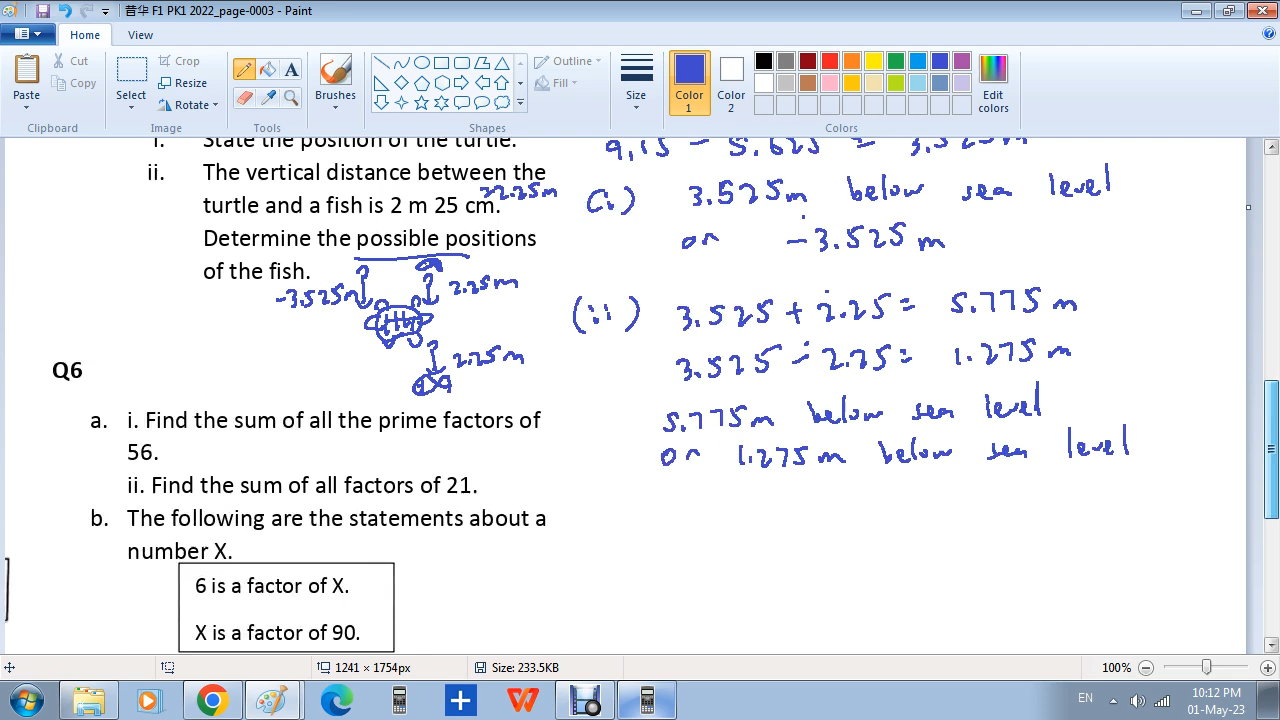 昔华 F1 PK1 2022_page-0003 - Paint
Home View
Paste Cut Copy Select Crop Resize Rotate Brushes Outline Fill Size Color 1 Color 2 Edit colors
Clipboard Image Tools Shapes Colors
i. State the position of the turtle.
ii. The vertical distance between the
turtle and a fish is 2 m 25 cm.
Determine the possible positions
of the fish.
2.25m
-3.525m
2.25m
2.25m
Q6
a. i. Find the sum of all the prime factors of
56.
ii. Find the sum of all factors of 21.
b. The following are the statements about a
number X.
6 is a factor of X.
X is a factor of 90.
9.15 - 5.625 = 3.525m
(i) 3.525m below sea level
or -3.525m
(ii) 3.525 + 2.25 = 5.775 m
3.525 - 2.25 = 1.275 m
5.775m below sea level
or 1.275m below sea level
1241 × 1754px Size: 233.5KB 100%
EN 10:12 PM
01-May-23